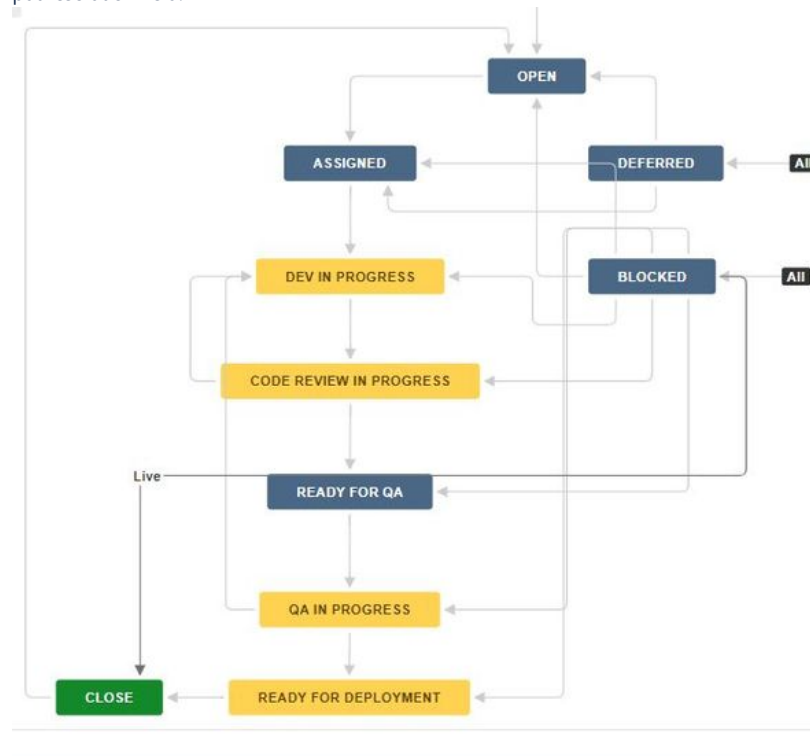 OPEN
ASSIGNED
DEFERRED
All
DEV IN PROGRESS
BLOCKED
All
CODE REVIEW IN PROGRESS
Live
READY FOR QA
QA IN PROGRESS
CLOSE
READY FOR DEPLOYMENT